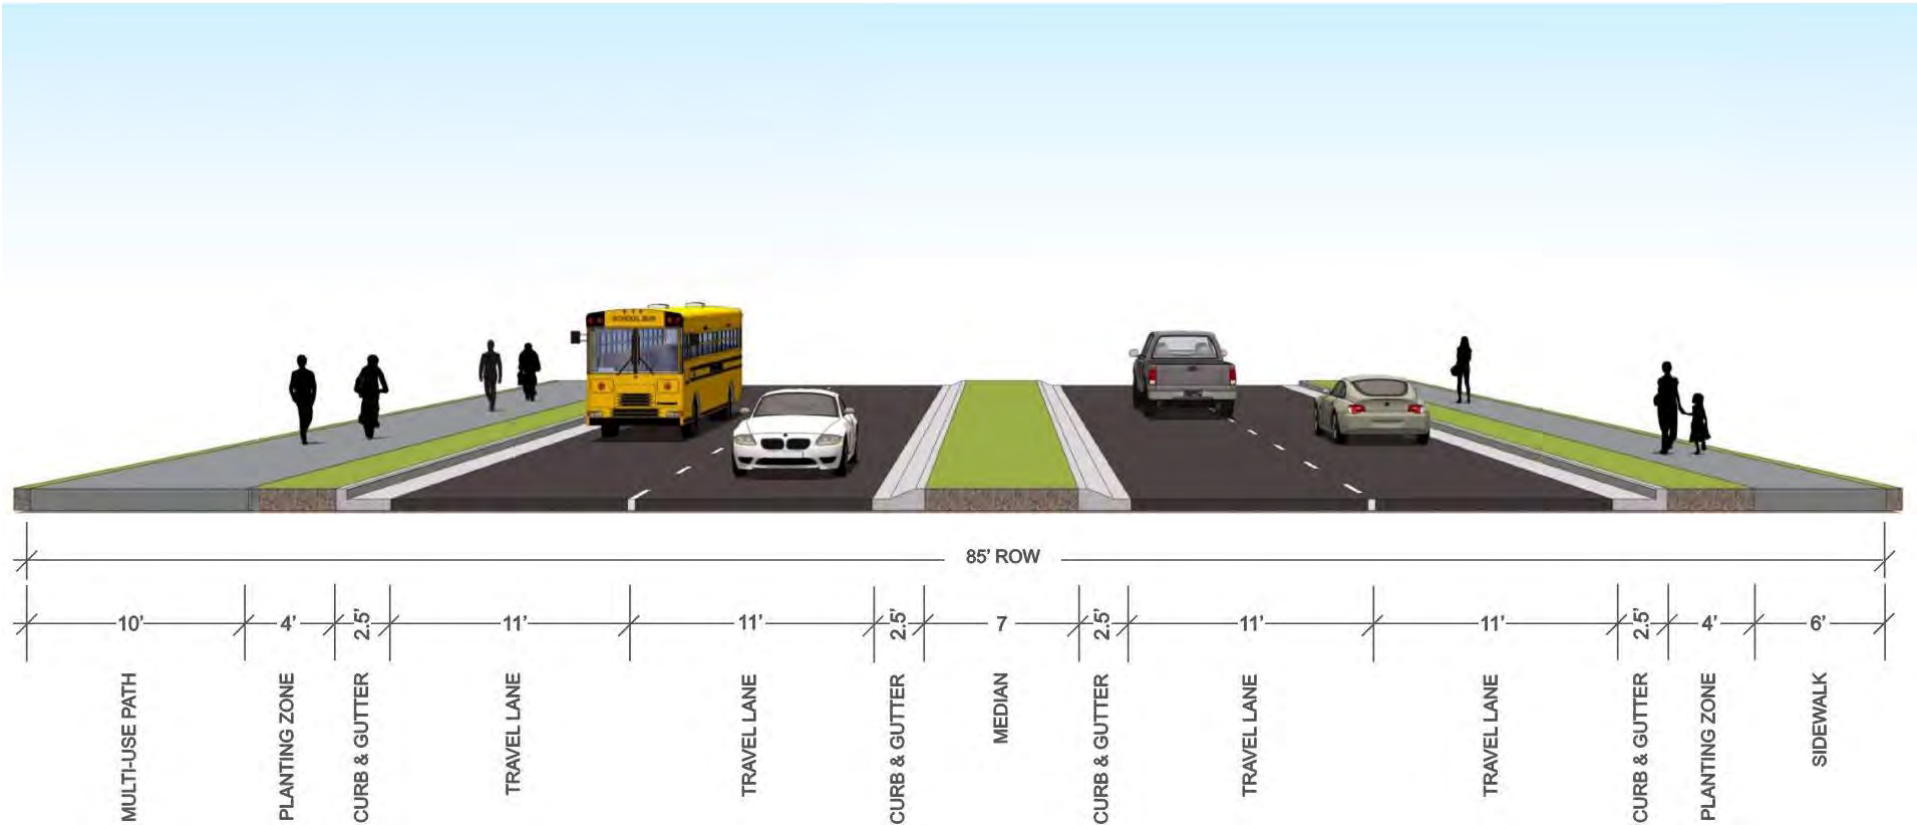 SCHOOL BUS
85' ROW
10'
4'
2.5'
11'
11'
2.5'
7
2.5'
11'
11'
2.5'
4'
6'
MULTI-USE PATH
PLANTING ZONE
CURB & GUTTER
TRAVEL LANE
TRAVEL LANE
CURB & GUTTER
MEDIAN
CURB & GUTTER
TRAVEL LANE
TRAVEL LANE
CURB & GUTTER
PLANTING ZONE
SIDEWALK